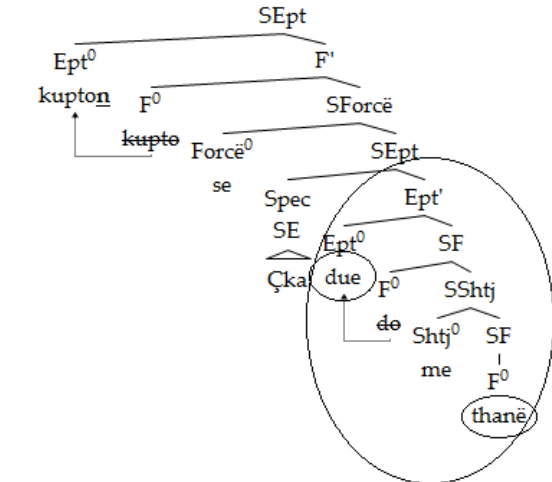 SEpt
Ept⁰ F'
kupton F⁰ SForcë
kupto Forcë⁰ SEpt
se Spec Ept'
SE Ept⁰ SF
Çka due F⁰ SShtj
do Shtj⁰ SF
me F⁰
thanë